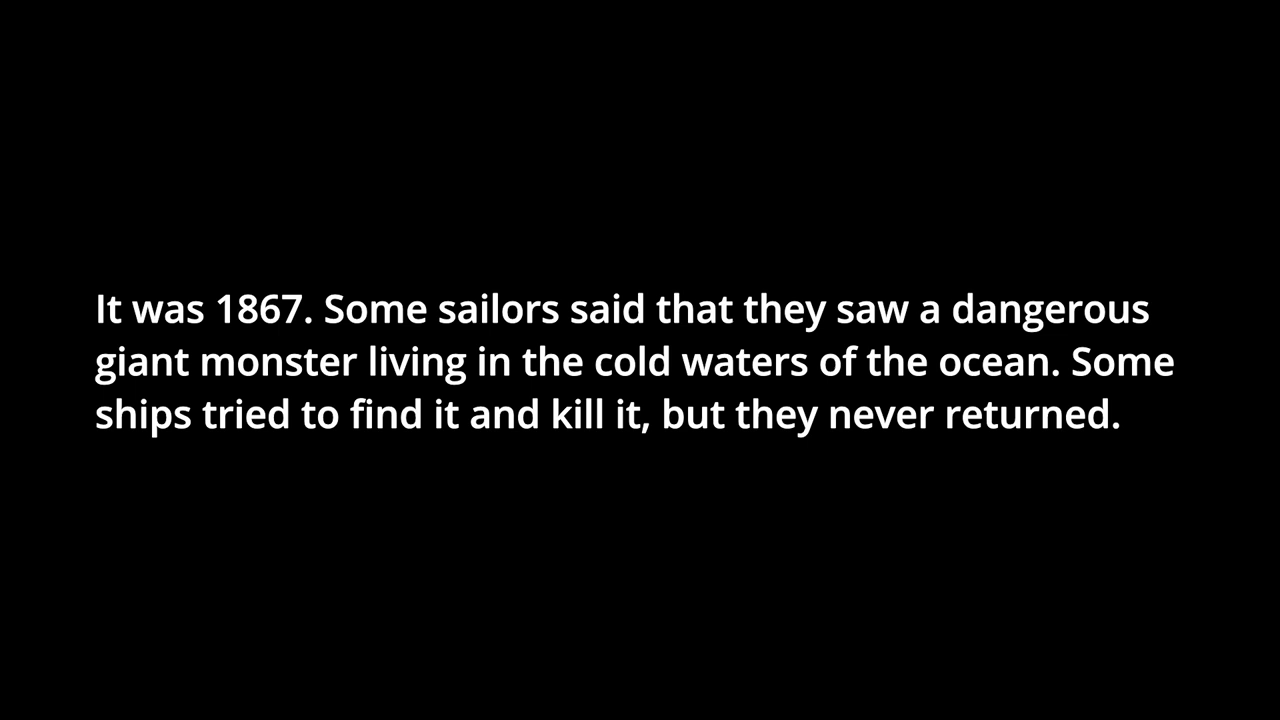 It was 1867. Some sailors said that they saw a dangerous
giant monster living in the cold waters of the ocean. Some
ships tried to find it and kill it, but they never returned.